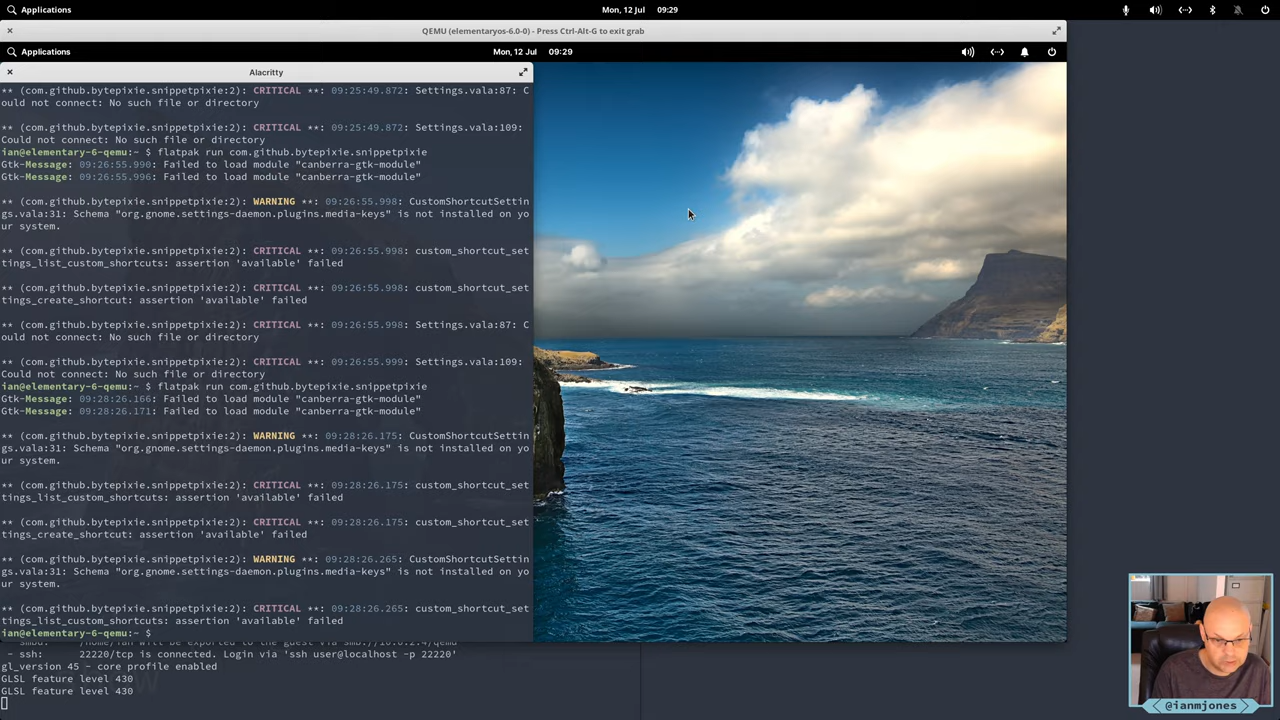 Applications
Mon, 12 Jul 09:29
QEMU (elementaryos-6.0-0) - Press Ctrl-Alt-G to exit grab
Applications
Mon, 12 Jul 09:29
Alacritty
** (com.github.bytepixie.snippetpixie:2): CRITICAL **: 09:25:49.872: Settings.vala:87: C
ould not connect: No such file or directory
** (com.github.bytepixie.snippetpixie:2): CRITICAL **: 09:25:49.872: Settings.vala:109:
Could not connect: No such file or directory
ian@elementary-6-qemu:~ $ flatpak run com.github.bytepixie.snippetpixie
Gtk-Message: 09:26:55.990: Failed to load module "canberra-gtk-module"
Gtk-Message: 09:26:55.996: Failed to load module "canberra-gtk-module"
** (com.github.bytepixie.snippetpixie:2): WARNING **: 09:26:55.998: CustomShortcutSettin
gs.vala:31: Schema "org.gnome.settings-daemon.plugins.media-keys" is not installed on yo
ur system.
** (com.github.bytepixie.snippetpixie:2): CRITICAL **: 09:26:55.998: custom_shortcut_set
tings_list_custom_shortcuts: assertion 'available' failed
** (com.github.bytepixie.snippetpixie:2): CRITICAL **: 09:26:55.998: custom_shortcut_set
tings_create_shortcut: assertion 'available' failed
** (com.github.bytepixie.snippetpixie:2): CRITICAL **: 09:26:55.998: Settings.vala:87: C
ould not connect: No such file or directory
** (com.github.bytepixie.snippetpixie:2): CRITICAL **: 09:26:55.999: Settings.vala:109:
Could not connect: No such file or directory
ian@elementary-6-qemu:~ $ flatpak run com.github.bytepixie.snippetpixie
Gtk-Message: 09:28:26.166: Failed to load module "canberra-gtk-module"
Gtk-Message: 09:28:26.171: Failed to load module "canberra-gtk-module"
** (com.github.bytepixie.snippetpixie:2): WARNING **: 09:28:26.175: CustomShortcutSettin
gs.vala:31: Schema "org.gnome.settings-daemon.plugins.media-keys" is not installed on yo
ur system.
** (com.github.bytepixie.snippetpixie:2): CRITICAL **: 09:28:26.175: custom_shortcut_set
tings_list_custom_shortcuts: assertion 'available' failed
** (com.github.bytepixie.snippetpixie:2): CRITICAL **: 09:28:26.175: custom_shortcut_set
tings_create_shortcut: assertion 'available' failed
** (com.github.bytepixie.snippetpixie:2): WARNING **: 09:28:26.265: CustomShortcutSettin
gs.vala:31: Schema "org.gnome.settings-daemon.plugins.media-keys" is not installed on yo
ur system.
** (com.github.bytepixie.snippetpixie:2): CRITICAL **: 09:28:26.265: custom_shortcut_set
tings_list_custom_shortcuts: assertion 'available' failed
ian@elementary-6-qemu:~ $
- ssh: 22220/tcp is connected. Login via 'ssh user@localhost -p 22220'
gl_version 45 - core profile enabled
GLSL feature level 430
GLSL feature level 430
@ianmjones